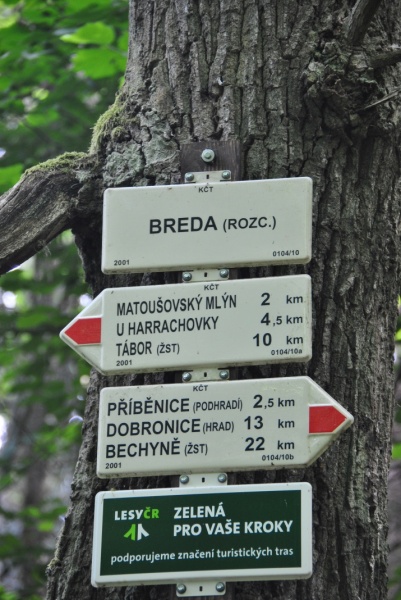 KČT
BREDA (ROZC.)
2001 0104/10
KČT
MATOUŠOVSKÝ MLÝN 2 km
U HARRACHOVKY 4,5 km
TÁBOR (ŽST) 10 km
2001 0104/10a
KČT
PŘÍBĚNICE (PODHRADÍ) 2,5 km
DOBRONICE (HRAD) 13 km
BECHYNĚ (ŽST) 22 km
2001 0104/10b
LESYČR ZELENÁ
PRO VAŠE KROKY
podporujeme značení turistických tras